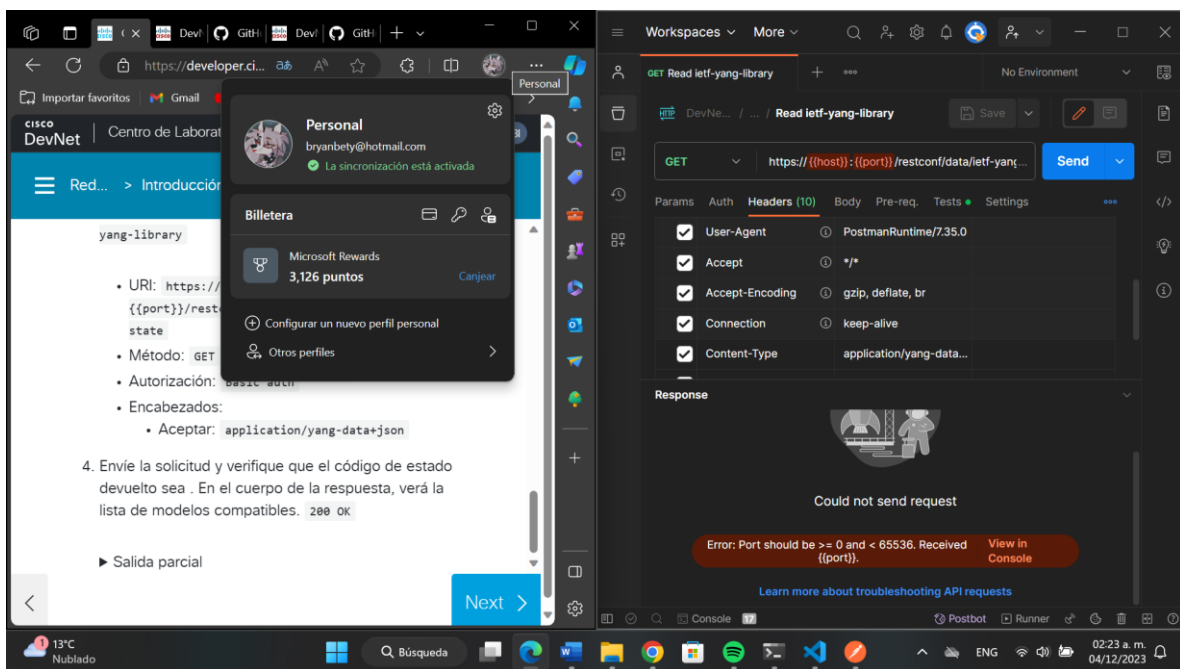 ( ×
Devl
GitH
Devl
GitH
https://developer.ci...
Personal
Importar favoritos
Gmail
CISCO
DevNet
Centro de Laborat
Red... > Introducción
Personal
bryanbety@hotmail.com
La sincronización está activada
Billetera
Microsoft Rewards
3,126 puntos
Canjear
Configurar un nuevo perfil personal
Otros perfiles
yang-library
• URI: https://
{{port}}/rest
state
• Método: GET
• Autorización: Basic auth
• Encabezados:
• Aceptar: application/yang-data+json
4. Envíe la solicitud y verifique que el código de estado
devuelto sea . En el cuerpo de la respuesta, verá la
lista de modelos compatibles. 200 OK
Salida parcial
Next >
Workspaces
More
GET Read ietf-yang-library
No Environment
HTTP DevNe... / ... / Read ietf-yang-library
Save
GET
https://{{host}}:{{port}}/restconf/data/ietf-yang...
Send
Params Auth Headers (10) Body Pre-req. Tests Settings
User-Agent PostmanRuntime/7.35.0
Accept */*
Accept-Encoding gzip, deflate, br
Connection keep-alive
Content-Type application/yang-data...
Response
Could not send request
Error: Port should be >= 0 and < 65536. Received
{{port}}.
View in
Console
Learn more about troubleshooting API requests
Console 17
Postbot
Runner
1
13°C
Nublado
Búsqueda
ENG
02:23 a. m.
04/12/2023